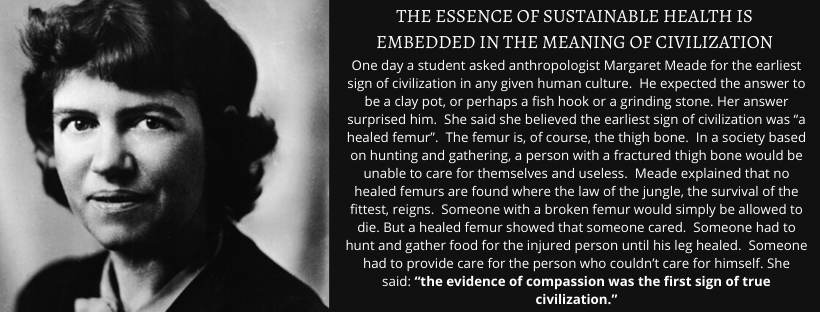 THE ESSENCE OF SUSTAINABLE HEALTH IS
EMBEDDED IN THE MEANING OF CIVILIZATION
One day a student asked anthropologist Margaret Meade for the earliest
sign of civilization in any given human culture.  He expected the answer to
be a clay pot, or perhaps a fish hook or a grinding stone. Her answer
surprised him.  She said she believed the earliest sign of civilization was “a
healed femur”.  The femur is, of course, the thigh bone.  In a society based
on hunting and gathering, a person with a fractured thigh bone would be
unable to care for themselves and useless.  Meade explained that no
healed femurs are found where the law of the jungle, the survival of the
fittest, reigns.  Someone with a broken femur would simply be allowed to
die. But a healed femur showed that someone cared.  Someone had to
hunt and gather food for the injured person until his leg healed.  Someone
had to provide care for the person who couldn’t care for himself. She
said: “the evidence of compassion was the first sign of true
civilization.”